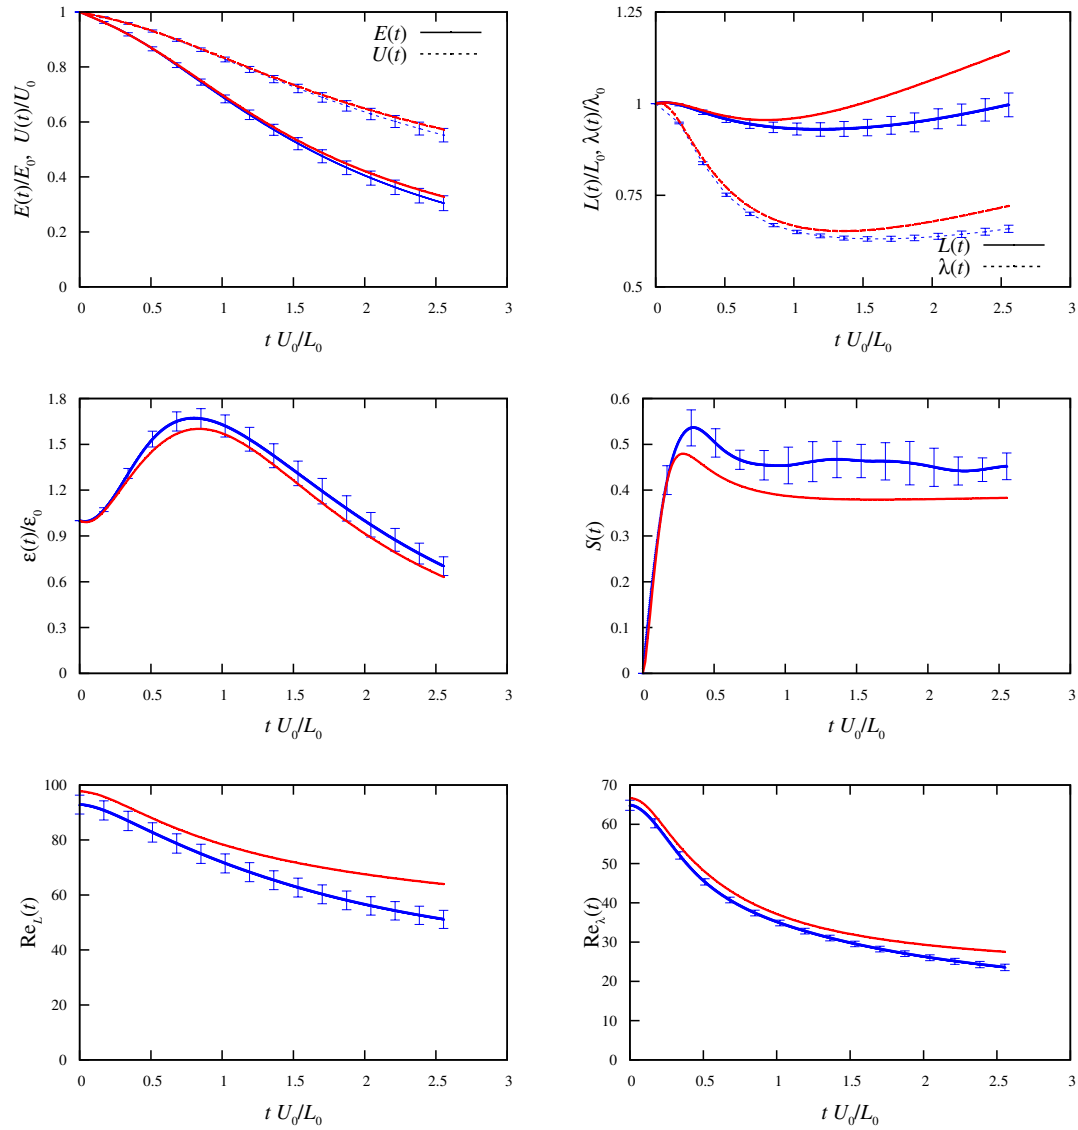 1
0.8
0.6
0.4
0.2
0
E(t)/E₀, U(t)/U₀
E(t)
U(t)
0 0.5 1 1.5 2 2.5 3
t U₀/L₀
1.25
1
0.75
0.5
L(t)/L₀, λ(t)/λ₀
L(t)
λ(t)
0 0.5 1 1.5 2 2.5 3
t U₀/L₀
1.8
1.5
1.2
0.9
0.6
0.3
0
ε(t)/ε₀
0 0.5 1 1.5 2 2.5 3
t U₀/L₀
0.6
0.5
0.4
0.3
0.2
0.1
0
S(t)
0 0.5 1 1.5 2 2.5 3
t U₀/L₀
100
80
60
40
20
0
Re_L(t)
0 0.5 1 1.5 2 2.5 3
t U₀/L₀
70
60
50
40
30
20
10
0
Re_λ(t)
0 0.5 1 1.5 2 2.5 3
t U₀/L₀